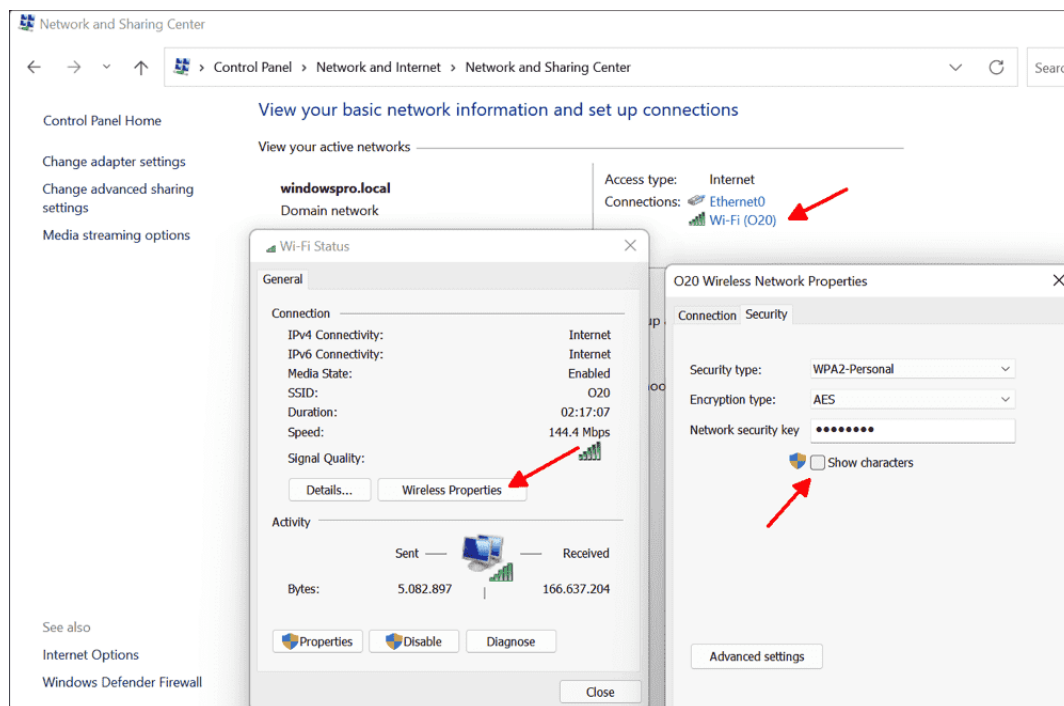 Network and Sharing Center
Control Panel > Network and Internet > Network and Sharing Center
Control Panel Home
Change adapter settings
Change advanced sharing
settings
Media streaming options
See also
Internet Options
Windows Defender Firewall
View your basic network information and set up connections
View your active networks
windowspro.local
Domain network
Access type: Internet
Connections: Ethernet0
Wi-Fi (O20)
Wi-Fi Status
General
Connection
IPv4 Connectivity: Internet
IPv6 Connectivity: Internet
Media State: Enabled
SSID: O20
Duration: 02:17:07
Speed: 144.4 Mbps
Signal Quality:
Details...
Wireless Properties
Activity
Sent — — Received
Bytes: 5.082.897 | 166.637.204
Properties
Disable
Diagnose
Close
O20 Wireless Network Properties
Connection
Security
Security type: WPA2-Personal
Encryption type: AES
Network security key ••••••••
Show characters
Advanced settings